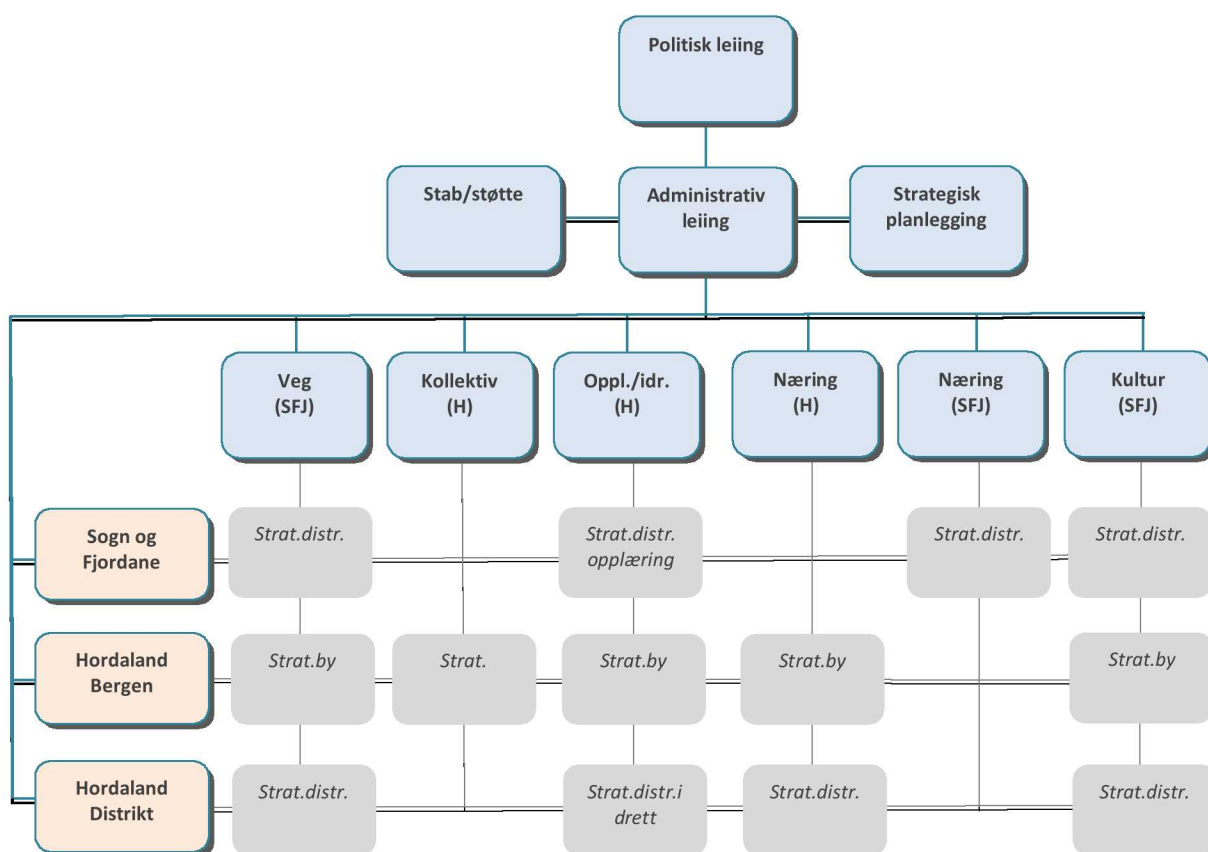 Politisk leiing
Stab/støtte
Administrativ
leiing
Strategisk
planlegging
Veg
(SFJ)
Kollektiv
(H)
Oppl./idr.
(H)
Næring
(H)
Næring
(SFJ)
Kultur
(SFJ)
Sogn og
Fjordane
Strat.distr.
Strat.distr.
opplæring
Strat.distr.
Strat.distr.
Hordaland
Bergen
Strat.by
Strat.
Strat.by
Strat.by
Strat.by
Hordaland
Distrikt
Strat.distr.
Strat.distr.i
drett
Strat.distr.
Strat.distr.